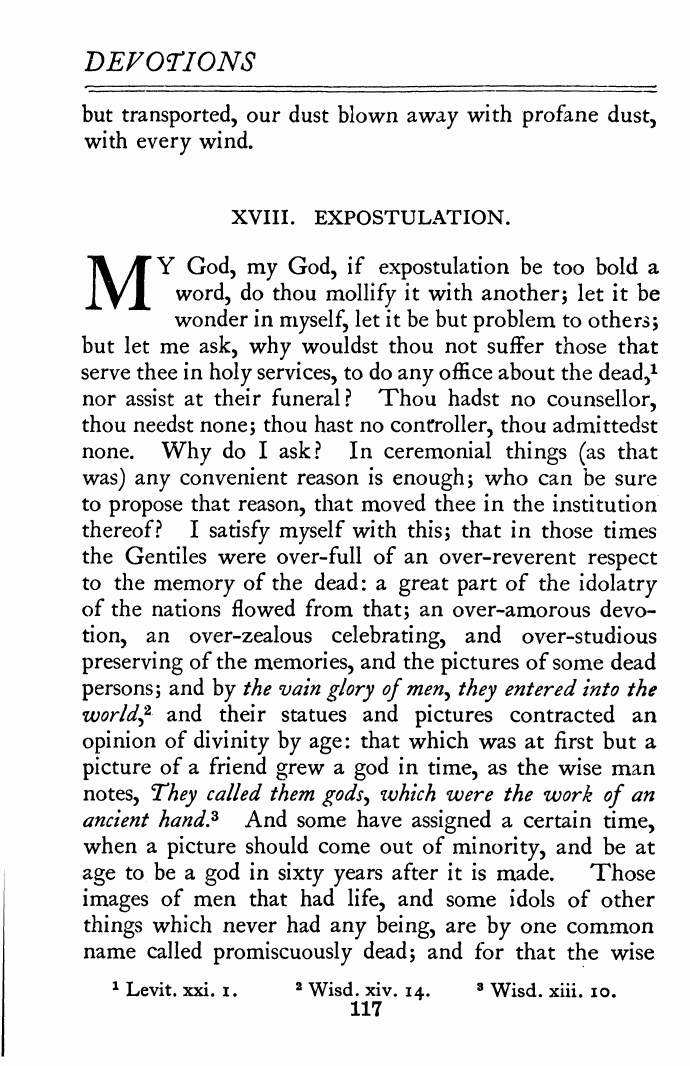 DEVOTIONS
but transported, our dust blown away with profane dust,
with every wind.
XVIII. EXPOSTULATION.
MY God, my God, if expostulation be too bold a
word, do thou mollify it with another; let it be
wonder in myself, let it be but problem to others;
but let me ask, why wouldst thou not suffer those that
serve thee in holy services, to do any office about the dead,¹
nor assist at their funeral? Thou hadst no counsellor,
thou needst none; thou hast no controller, thou admittedst
none. Why do I ask? In ceremonial things (as that
was) any convenient reason is enough; who can be sure
to propose that reason, that moved thee in the institution
thereof? I satisfy myself with this; that in those times
the Gentiles were over-full of an over-reverent respect
to the memory of the dead: a great part of the idolatry
of the nations flowed from that; an over-amorous devo-
tion, an over-zealous celebrating, and over-studious
preserving of the memories, and the pictures of some dead
persons; and by the vain glory of men, they entered into the
world,² and their statues and pictures contracted an
opinion of divinity by age: that which was at first but a
picture of a friend grew a god in time, as the wise man
notes, They called them gods, which were the work of an
ancient hand.³ And some have assigned a certain time,
when a picture should come out of minority, and be at
age to be a god in sixty years after it is made. Those
images of men that had life, and some idols of other
things which never had any being, are by one common
name called promiscuously dead; and for that the wise
¹ Levit. xxi. 1. ² Wisd. xiv. 14. ³ Wisd. xiii. 10.
117